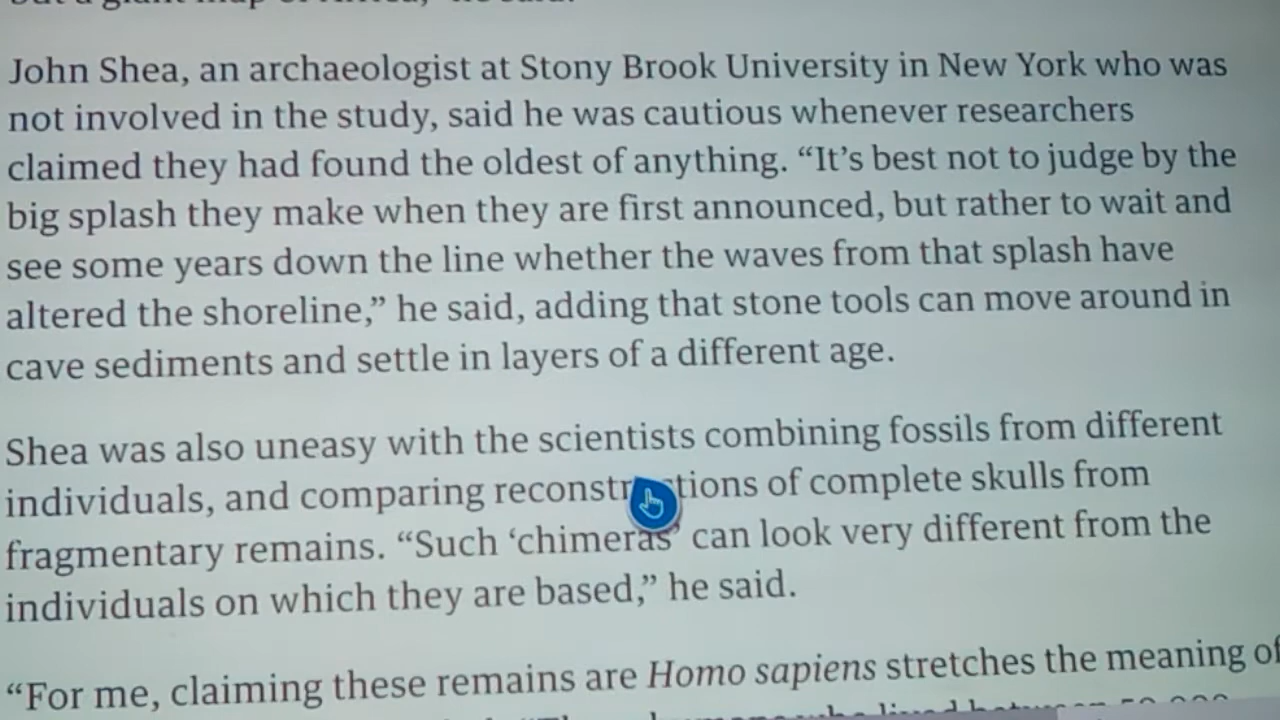 but a giant map of Africa,” he said.
John Shea, an archaeologist at Stony Brook University in New York who was
not involved in the study, said he was cautious whenever researchers
claimed they had found the oldest of anything. “It’s best not to judge by the
big splash they make when they are first announced, but rather to wait and
see some years down the line whether the waves from that splash have
altered the shoreline,” he said, adding that stone tools can move around in
cave sediments and settle in layers of a different age.
Shea was also uneasy with the scientists combining fossils from different
individuals, and comparing reconstructions of complete skulls from
fragmentary remains. “Such ‘chimeras’ can look very different from the
individuals on which they are based,” he said.
“For me, claiming these remains are Homo sapiens stretches the meaning of